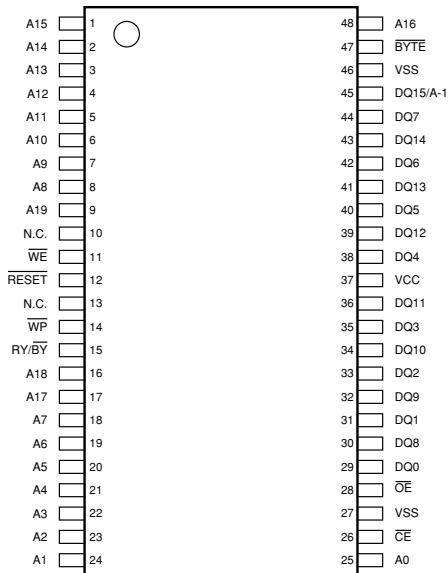 A15 1 48 A16
A14 2 47 BYTE
A13 3 46 VSS
A12 4 45 DQ15/A-1
A11 5 44 DQ7
A10 6 43 DQ14
A9 7 42 DQ6
A8 8 41 DQ13
A19 9 40 DQ5
N.C. 10 39 DQ12
WE 11 38 DQ4
RESET 12 37 VCC
N.C. 13 36 DQ11
WP 14 35 DQ3
RY/BY 15 34 DQ10
A18 16 33 DQ2
A17 17 32 DQ9
A7 18 31 DQ1
A6 19 30 DQ8
A5 20 29 DQ0
A4 21 28 OE
A3 22 27 VSS
A2 23 26 CE
A1 24 25 A0